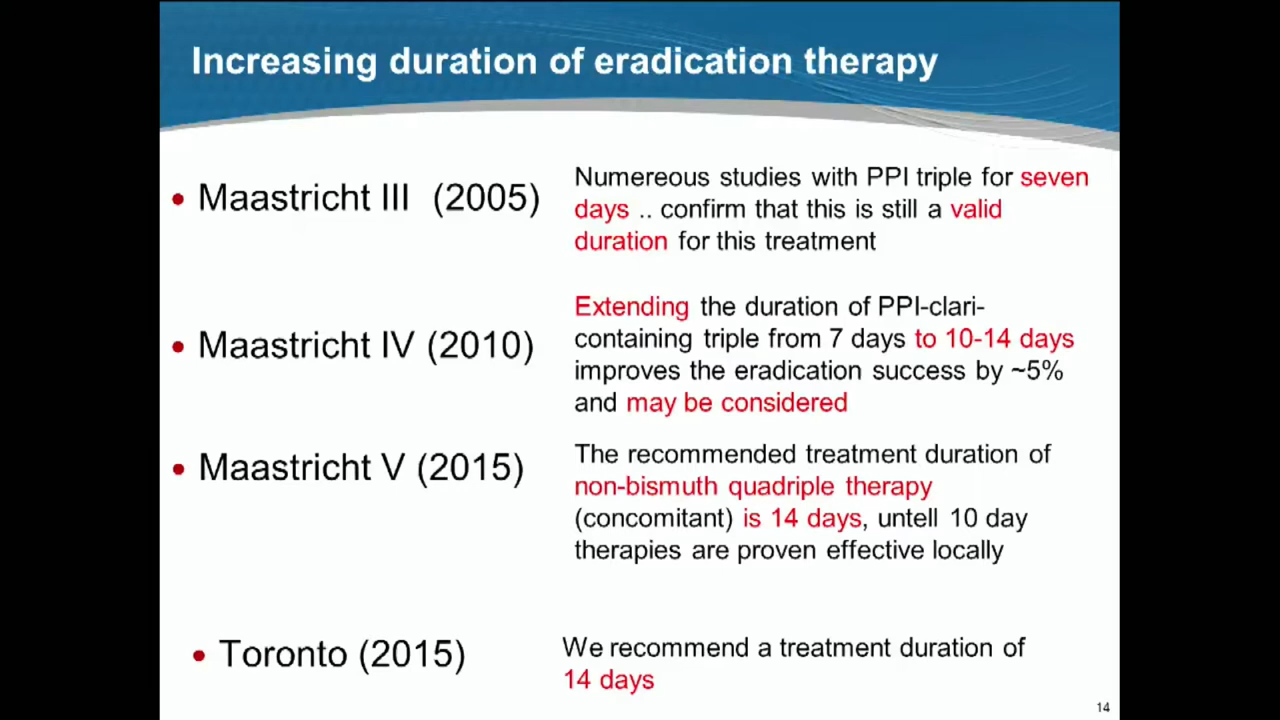 Increasing duration of eradication therapy
• Maastricht III (2005)
Numereous studies with PPI triple for seven
days .. confirm that this is still a valid
duration for this treatment
• Maastricht IV (2010)
Extending the duration of PPI-clari-
containing triple from 7 days to 10-14 days
improves the eradication success by ~5%
and may be considered
• Maastricht V (2015)
The recommended treatment duration of
non-bismuth quadriple therapy
(concomitant) is 14 days, untell 10 day
therapies are proven effective locally
• Toronto (2015)
We recommend a treatment duration of
14 days
14